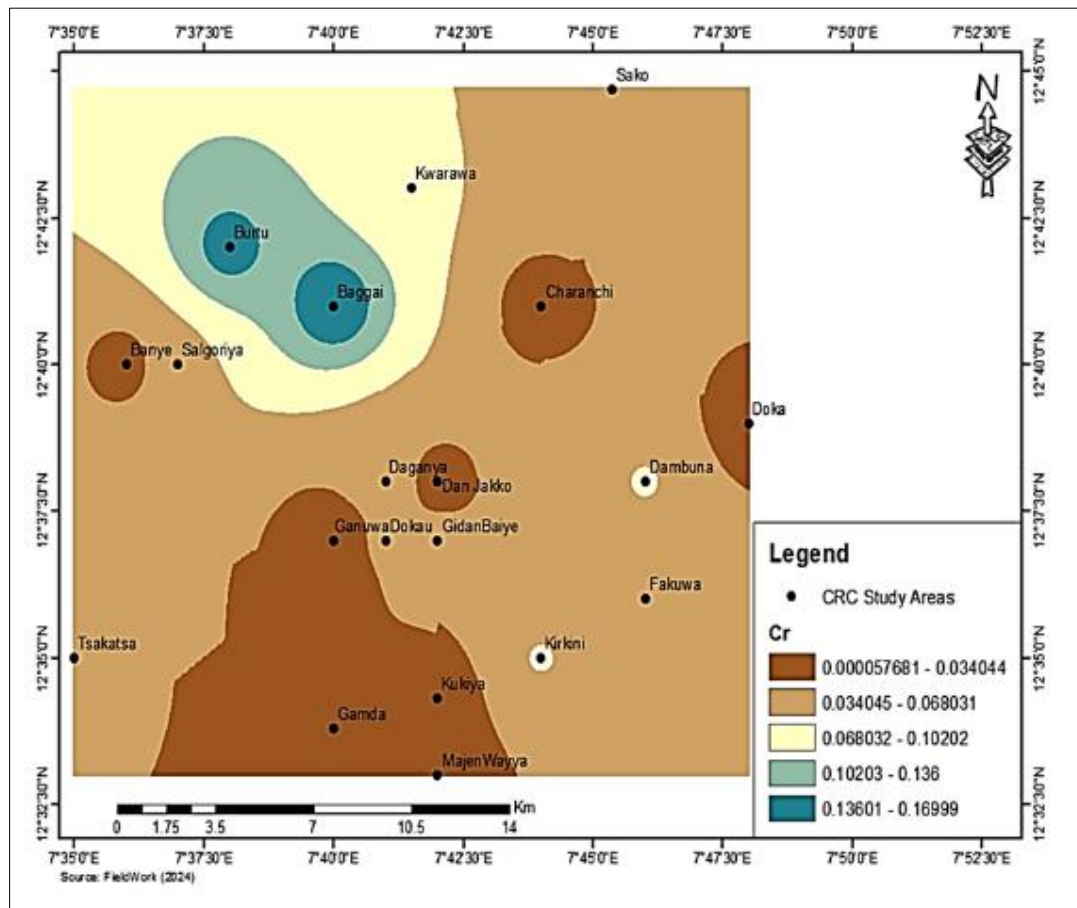 7°35'0"E 7°37'30"E 7°40'0"E 7°42'30"E 7°45'0"E 7°47'30"E 7°50'0"E 7°52'30"E
12°45'0"N
Sako
N
Kwarawa
12°42'30"N 12°42'30"N
Burtu
Baggai
Charanchi
Banye Salgoriya
12°40'0"N 12°40'0"N
Doka
Daganya
Dan Jakko
Dambuna
12°37'30"N 12°37'30"N
GanuwaDokau GidanBaiye
Fakuwa
Tsakatsa
Kirkini
12°35'0"N 12°35'0"N
Kukiya
Gamda
MajenWayya
12°32'30"N 12°32'30"N
Legend
CRC Study Areas
Cr
0.000057681 - 0.034044
0.034045 - 0.068031
0.068032 - 0.10202
0.10203 - 0.136
0.13601 - 0.16999
Km
0 1.75 3.5 7 10.5 14
7°35'0"E 7°37'30"E 7°40'0"E 7°42'30"E 7°45'0"E 7°47'30"E 7°50'0"E 7°52'30"E
Source: FieldWork (2024)